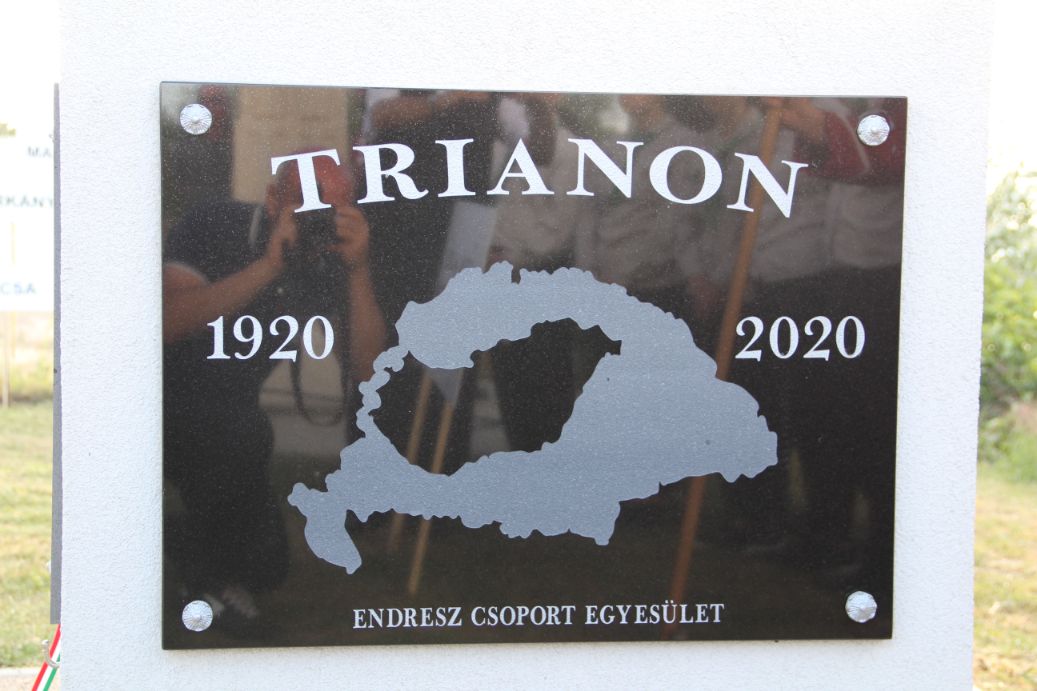 TRIANON
1920
2020
ENDRESZ CSOPORT EGYESÜLET